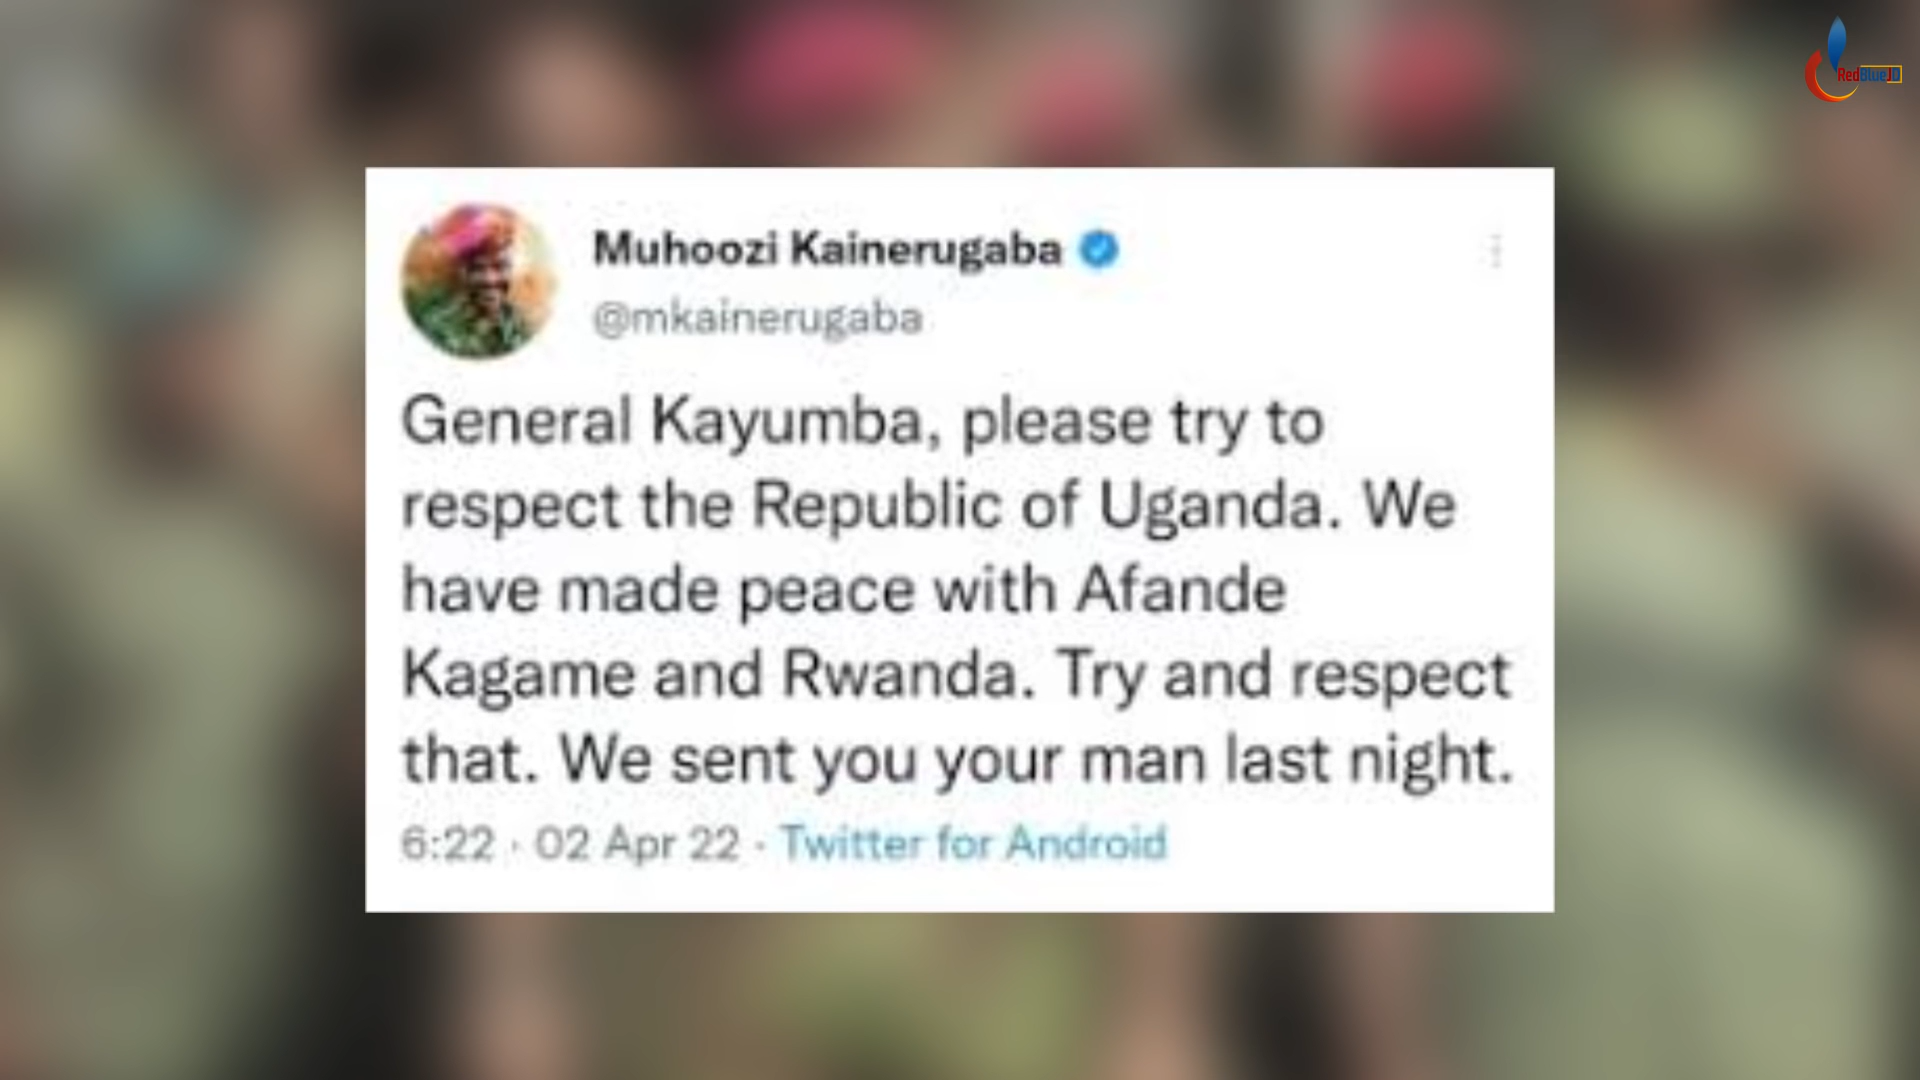 RedBlueJD
Muhoozi Kainerugaba
@mkainerugaba
General Kayumba, please try to
respect the Republic of Uganda. We
have made peace with Afande
Kagame and Rwanda. Try and respect
that. We sent you your man last night.
6:22 · 02 Apr 22 · Twitter for Android